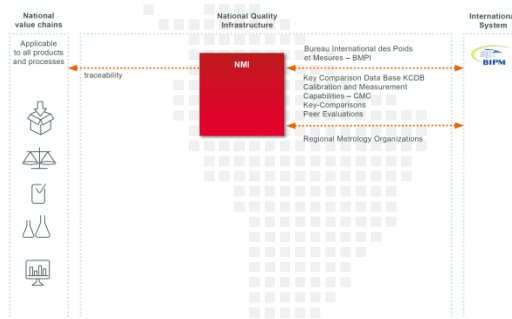 National
value chains
National Quality
Infrastructure
International
System
Applicable
to all products
and processes
traceability
NMI
Bureau International des Poids
et Mesures – BMPI
Key Comparison Data Base KCDB
Calibration and Measurement
Capabilities – CMC
Key-Comparisons
Peer Evaluations
Regional Metrology Organizations
BIPM